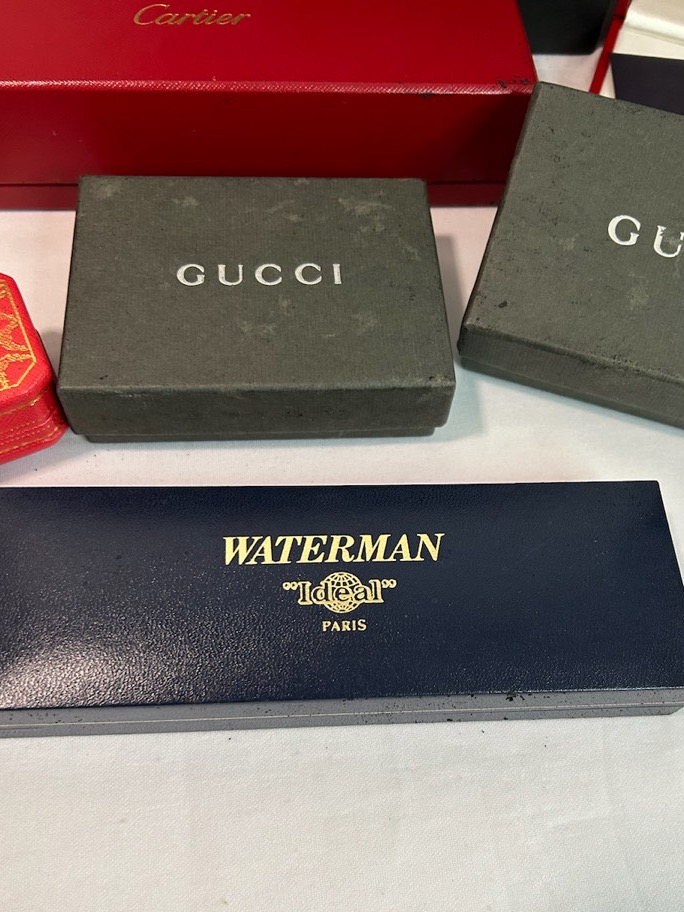 Cartier
GUCCI
GU
WATERMAN
"Ideal"
PARIS